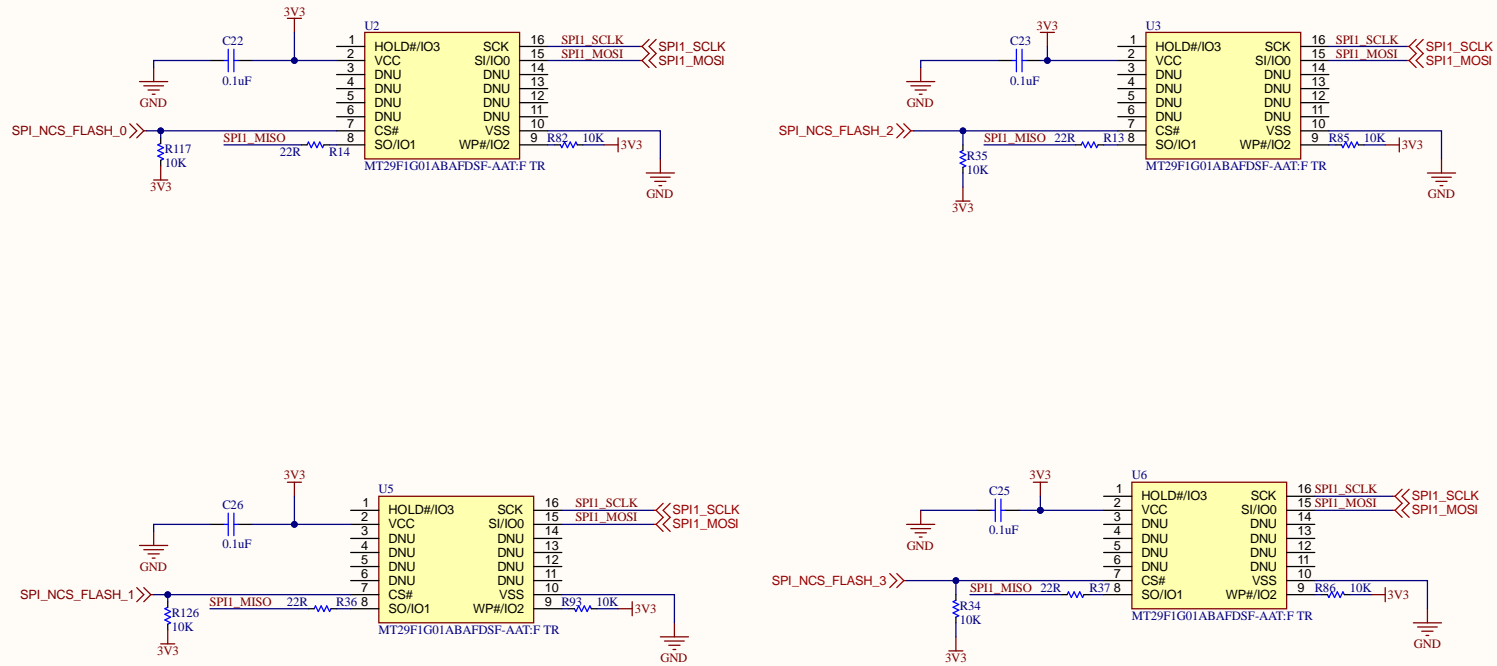 3V3
U2
C22
0.1uF
GND
1 HOLD#/IO3 SCK 16 SPI1_SCLK SPI1_SCLK
2 VCC SI/IO0 15 SPI1_MOSI SPI1_MOSI
3 DNU DNU 14
4 DNU DNU 13
5 DNU DNU 12
6 DNU DNU 11
SPI_NCS_FLASH_0 7 CS# VSS 10
SPI1_MISO 22R R14 8 SO/IO1 WP#/IO2 9 R82 10K 3V3
R117
10K
3V3
MT29F1G01ABAFDSF-AAT:F TR
GND
3V3
U3
C23
0.1uF
GND
1 HOLD#/IO3 SCK 16 SPI1_SCLK SPI1_SCLK
2 VCC SI/IO0 15 SPI1_MOSI SPI1_MOSI
3 DNU DNU 14
4 DNU DNU 13
5 DNU DNU 12
6 DNU DNU 11
SPI_NCS_FLASH_2 7 CS# VSS 10
SPI1_MISO 22R R13 8 SO/IO1 WP#/IO2 9 R85 10K 3V3
R35
10K
3V3
MT29F1G01ABAFDSF-AAT:F TR
GND
3V3
U5
C26
0.1uF
GND
1 HOLD#/IO3 SCK 16 SPI1_SCLK SPI1_SCLK
2 VCC SI/IO0 15 SPI1_MOSI SPI1_MOSI
3 DNU DNU 14
4 DNU DNU 13
5 DNU DNU 12
6 DNU DNU 11
SPI_NCS_FLASH_1 7 CS# VSS 10
SPI1_MISO 22R R36 8 SO/IO1 WP#/IO2 9 R93 10K 3V3
R126
10K
3V3
MT29F1G01ABAFDSF-AAT:F TR
GND
3V3
U6
C25
0.1uF
GND
1 HOLD#/IO3 SCK 16 SPI1_SCLK SPI1_SCLK
2 VCC SI/IO0 15 SPI1_MOSI SPI1_MOSI
3 DNU DNU 14
4 DNU DNU 13
5 DNU DNU 12
6 DNU DNU 11
SPI_NCS_FLASH_3 7 CS# VSS 10
SPI1_MISO 22R R37 8 SO/IO1 WP#/IO2 9 R86 10K 3V3
R34
10K
3V3
MT29F1G01ABAFDSF-AAT:F TR
GND